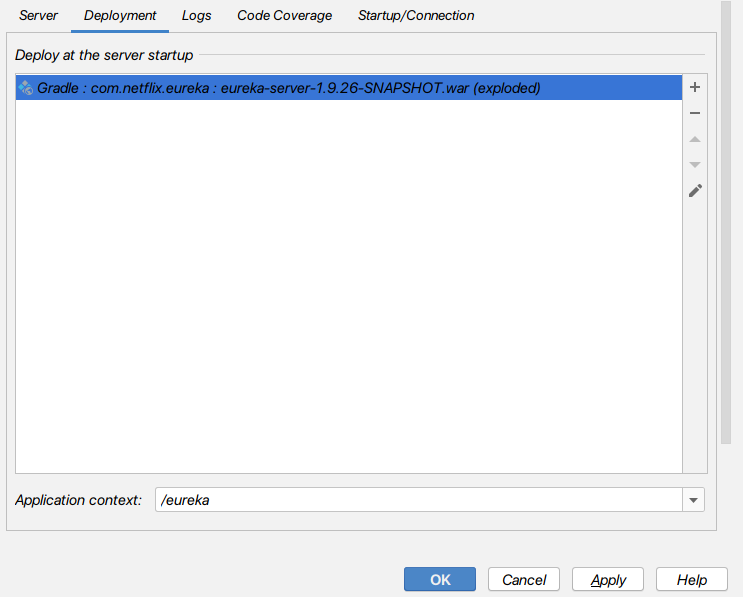 Server Deployment Logs Code Coverage Startup/Connection
Deploy at the server startup
Gradle : com.netflix.eureka : eureka-server-1.9.26-SNAPSHOT.war (exploded)
Application context: /eureka
OK Cancel Apply Help